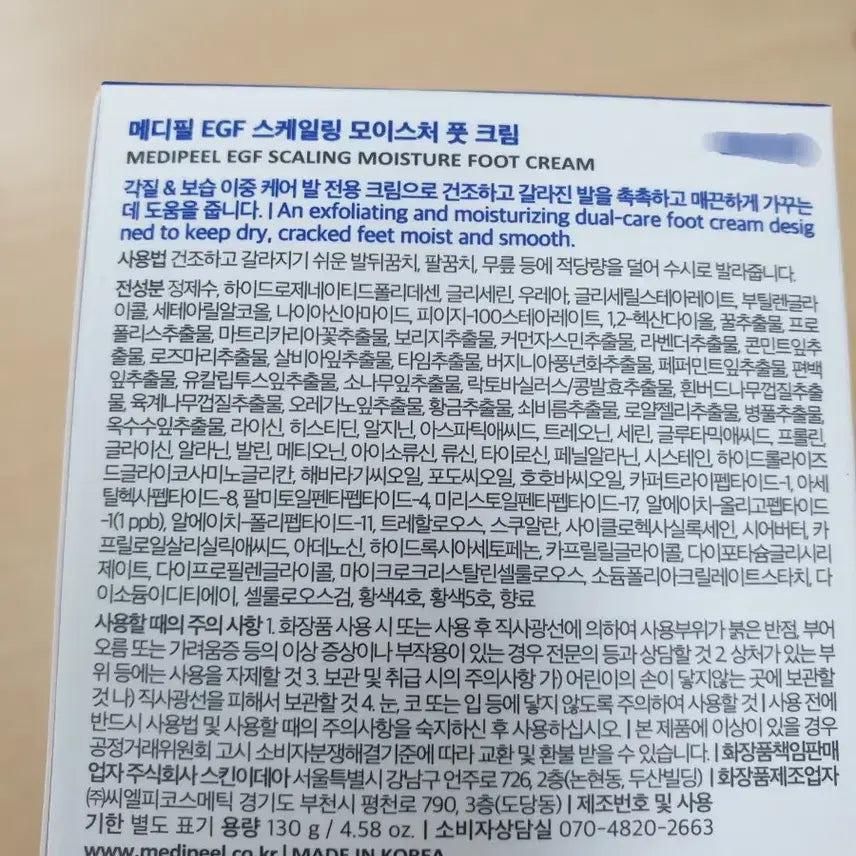 메디필 EGF 스케일링 모이스처 풋 크림
MEDIPEEL EGF SCALING MOISTURE FOOT CREAM
각질 & 보습 이중 케어 발 전용 크림으로 건조하고 갈라진 발을 촉촉하고 매끈하게 가꾸는
데 도움을 줍니다. | An exfoliating and moisturizing dual-care foot cream desig
ned to keep dry, cracked feet moist and smooth.
사용법 건조하고 갈라지기 쉬운 발뒤꿈치, 팔꿈치, 무릎 등에 적당량을 덜어 수시로 발라줍니다.
전성분 정제수, 하이드로제네이티드폴리데센, 글리세린, 우레아, 글리세릴스테아레이트, 부틸렌글라
이콜, 세테아릴알코올, 나이아신아마이드, 피이지-100스테아레이트, 1,2-헥산다이올, 꿀추출물, 프로
폴리스추출물, 마트리카리아꽃추출물, 보리지추출물, 커먼자스민추출물, 라벤더추출물, 콘민트잎추
출물, 로즈마리추출물, 살비아잎추출물, 타임추출물, 버지니아풍년화추출물, 페퍼민트잎추출물, 편백
잎추출물, 유칼립투스잎추출물, 소나무잎추출물, 락토바실러스/콩발효추출물, 흰버드나무껍질추출
물, 육계나무껍질추출물, 오레가노잎추출물, 황금추출물, 쇠비름추출물, 로얄젤리추출물, 병풀추출물,
옥수수잎추출물, 라이신, 히스티딘, 알지닌, 아스파틱애씨드, 트레오닌, 세린, 글루타믹애씨드, 프롤린,
글라이신, 알라닌, 발린, 메티오닌, 아이소류신, 류신, 타이로신, 페닐알라닌, 시스테인, 하이드롤라이즈
드글라이코사미노글리칸, 해바라기씨오일, 포도씨오일, 호호바씨오일, 카퍼트라이펩타이드-1, 아세
틸헥사펩타이드-8, 팔미토일펜타펩타이드-4, 미리스토일펜타펩타이드-17, 알에이치-올리고펩타이드
-1(1 ppb), 알에이치-폴리펩타이드-11, 트레할로오스, 스쿠알란, 사이클로헥사실록세인, 시어버터, 카
프릴로일살리실릭애씨드, 아데노신, 하이드록시아세토페논, 카프릴릴글라이콜, 다이포타슘글리시리
제이트, 다이프로필렌글라이콜, 마이크로크리스탈린셀룰로오스, 소듐폴리아크릴레이트스타치, 다
이소듐이디티에이, 셀룰로오스검, 황색4호, 황색5호, 향료
사용할 때의 주의 사항 1. 화장품 사용 시 또는 사용 후 직사광선에 의하여 사용부위가 붉은 반점, 부어
오름 또는 가려움증 등의 이상 증상이나 부작용이 있는 경우 전문의 등과 상담할 것 2. 상처가 있는 부
위 등에는 사용을 자제할 것 3. 보관 및 취급 시의 주의사항 가) 어린이의 손이 닿지않는 곳에 보관할
것 나) 직사광선을 피해서 보관할 것 4. 눈, 코 또는 입 등에 닿지 않도록 주의하여 사용할 것 | 사용 전에
반드시 사용법 및 사용할 때의 주의사항을 숙지하신 후 사용하십시오. | 본 제품에 이상이 있을 경우
공정거래위원회 고시 소비자분쟁해결기준에 따라 교환 및 환불 받을 수 있습니다. | 화장품책임판매
업자 주식회사 스킨이데아 서울특별시 강남구 언주로 726, 2층(논현동, 두산빌딩) | 화장품제조업자
㈜씨엘피코스메틱 경기도 부천시 평천로 790, 3층(도당동) | 제조번호 및 사용
기한 별도 표기 용량 130 g / 4.58 oz. | 소비자상담실 070-4820-2663
www.medipeel.co.kr | MADE IN KOREA